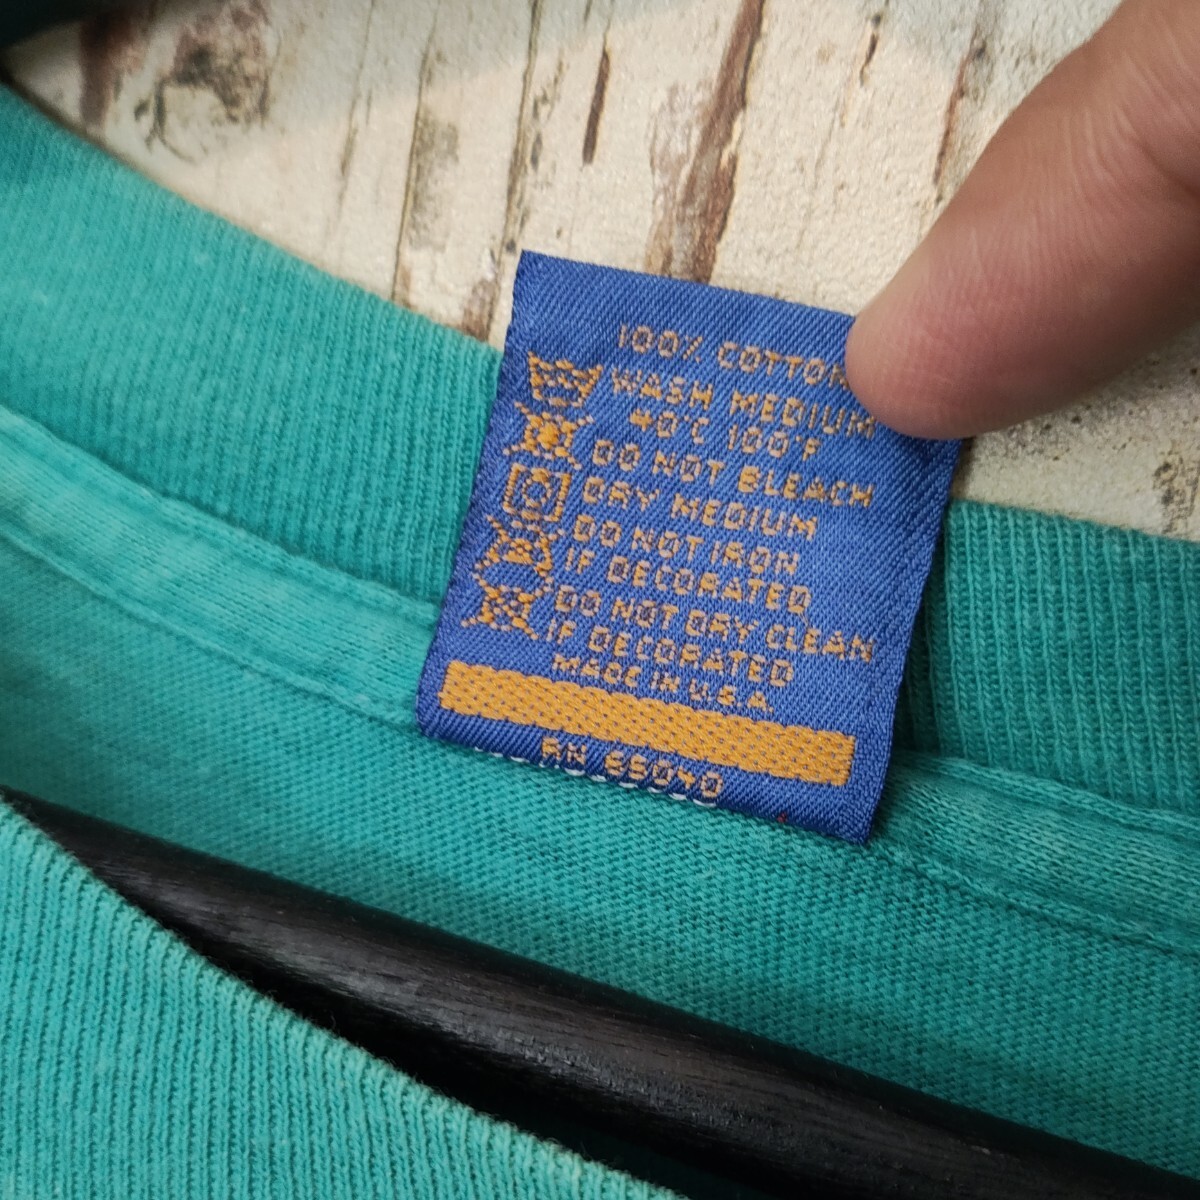 100% COTTON
WASH MEDIUM
40°C 100°F
DO NOT BLEACH
DRY MEDIUM
DO NOT IRON
IF DECORATED
DO NOT DRY CLEAN
IF DECORATED
MADE IN U.S.A.
RN 65040